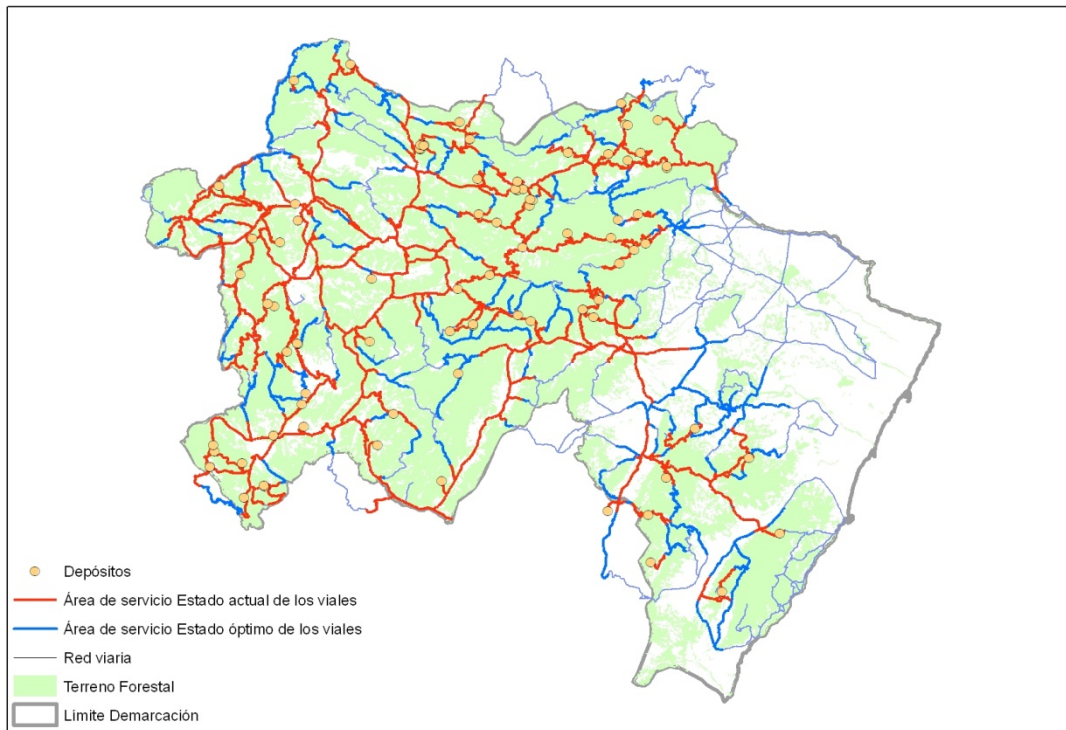 Depósitos
Área de servicio Estado actual de los viales
Área de servicio Estado óptimo de los viales
Red viaria
Terreno Forestal
Límite Demarcación